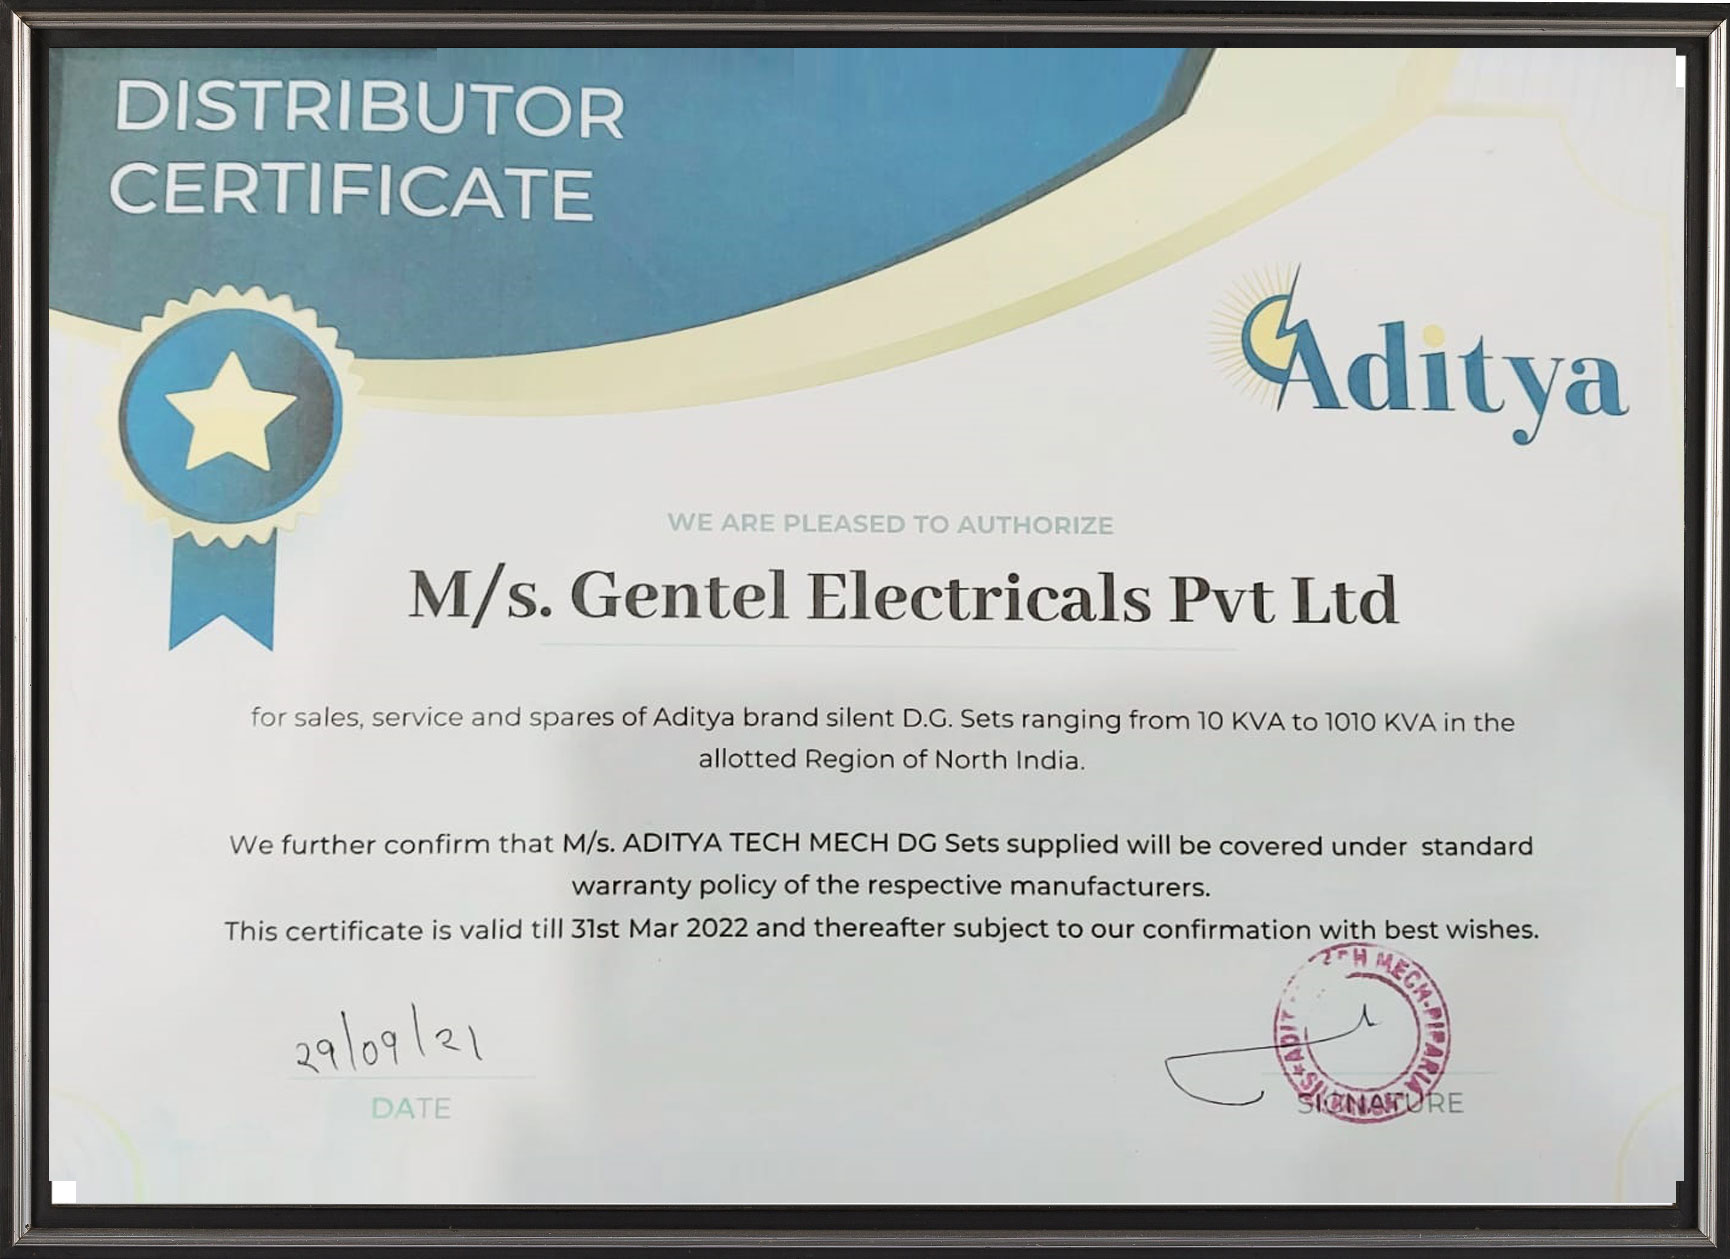 DISTRIBUTOR
CERTIFICATE
Aditya
WE ARE PLEASED TO AUTHORIZE
M/s. Gentel Electricals Pvt Ltd
for sales, service and spares of Aditya brand silent D.G. Sets ranging from 10 KVA to 1010 KVA in the
allotted Region of North India.
We further confirm that M/s. ADITYA TECH MECH DG Sets supplied will be covered under standard
warranty policy of the respective manufacturers.
This certificate is valid till 31st Mar 2022 and thereafter subject to our confirmation with best wishes.
29/09/21
DATE
MECH-PIPARIA
SIGNATURE